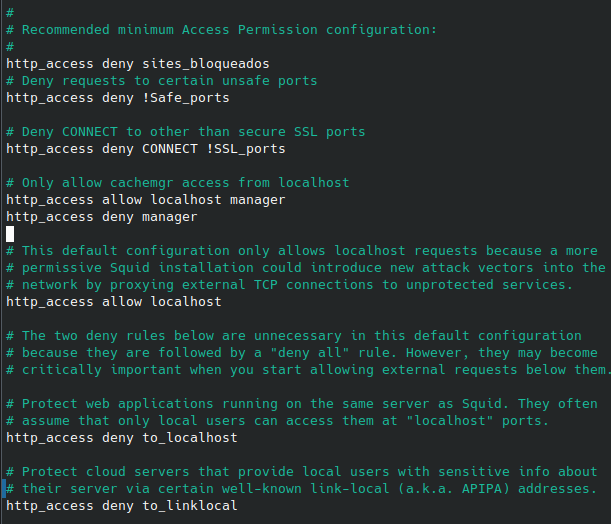 #
# Recommended minimum Access Permission configuration:
#
http_access deny sites_bloqueados
# Deny requests to certain unsafe ports
http_access deny !Safe_ports
# Deny CONNECT to other than secure SSL ports
http_access deny CONNECT !SSL_ports
# Only allow cachemgr access from localhost
http_access allow localhost manager
http_access deny manager
# This default configuration only allows localhost requests because a more
# permissive Squid installation could introduce new attack vectors into the
# network by proxying external TCP connections to unprotected services.
http_access allow localhost
# The two deny rules below are unnecessary in this default configuration
# because they are followed by a "deny all" rule. However, they may become
# critically important when you start allowing external requests below them.
# Protect web applications running on the same server as Squid. They often
# assume that only local users can access them at "localhost" ports.
http_access deny to_localhost
# Protect cloud servers that provide local users with sensitive info about
# their server via certain well-known link-local (a.k.a. APIPA) addresses.
http_access deny to_linklocal